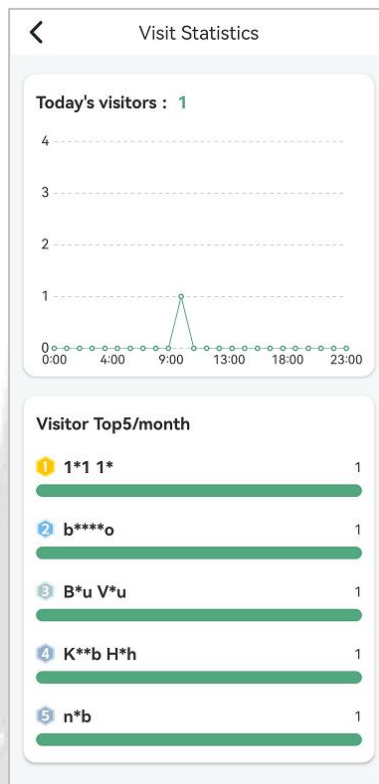 Visit Statistics
Today's visitors : 1
4
3
2
1
0
0:00 4:00 9:00 13:00 18:00 23:00
Visitor Top5/month
1 1*1 1* 1
2 b****o 1
3 B*u V*u 1
4 K**b H*h 1
5 n*b 1